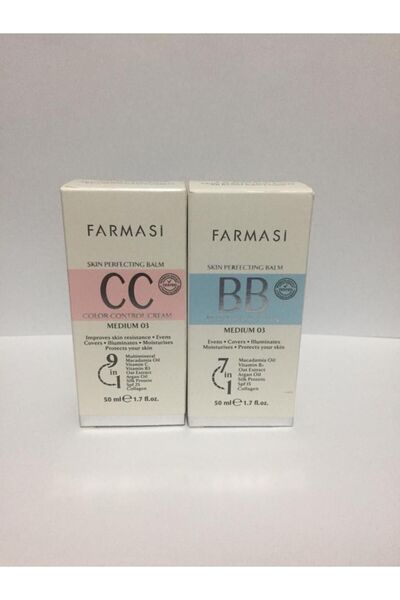 FARMASİ
SKIN PERFECTING BALM
CC
COLOR CONTROL CREAM
MEDIUM 03
Improves skin resistance • Evens
Covers • Illuminates • Moisturises
Protects your skin
9 in 1
Multimineral
Macadamia Oil
Vitamin C
Vitamin B3
Oat Extract
Argan Oil
Silk Protein
Spf 25
Collagen
50 ml e 1.7 fl.oz.
FARMASİ
SKIN PERFECTING BALM
BB
MEDIUM 03
Evens • Covers • Illuminates
Moisturises • Protects your skin
7 in 1
Macadamia Oil
Vitamin B3
Oat Extract
Argan Oil
Silk Protein
Spf 15
Collagen
50 ml e 1.7 fl.oz.